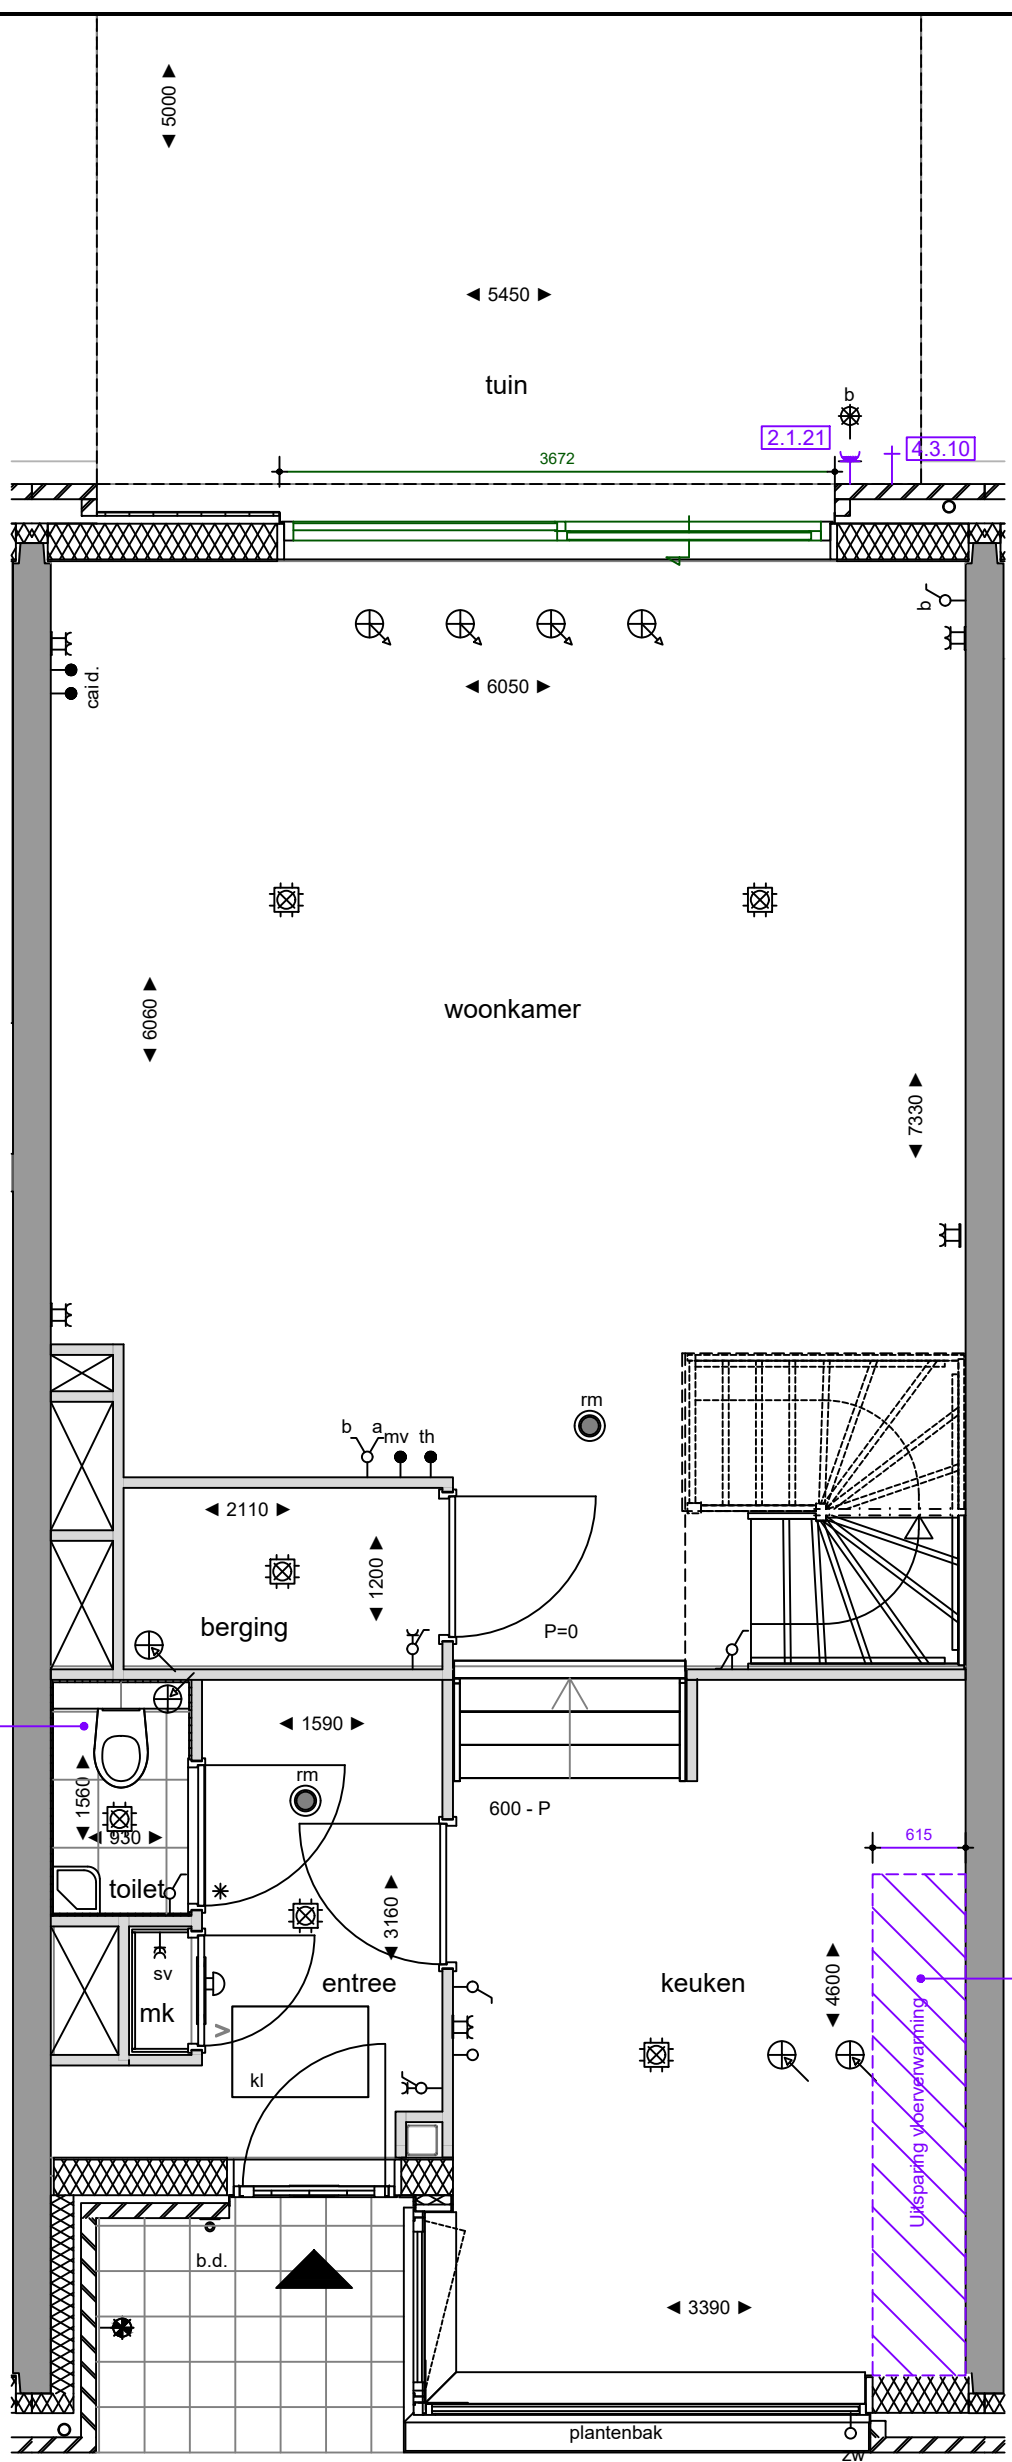 5000
5450
tuin
b
2.1.21
4.3.10
3672
b
cai d.
6050
woonkamer
6060
7330
rm
b a mv th
2110
1200
berging
P=0
1590
rm
600 - P
1560
930
615
toilet
3160
sv
entree
keuken
4600
mk
v
kl
Uitsparing vloerverwarming
b.d.
3390
plantenbak
zw